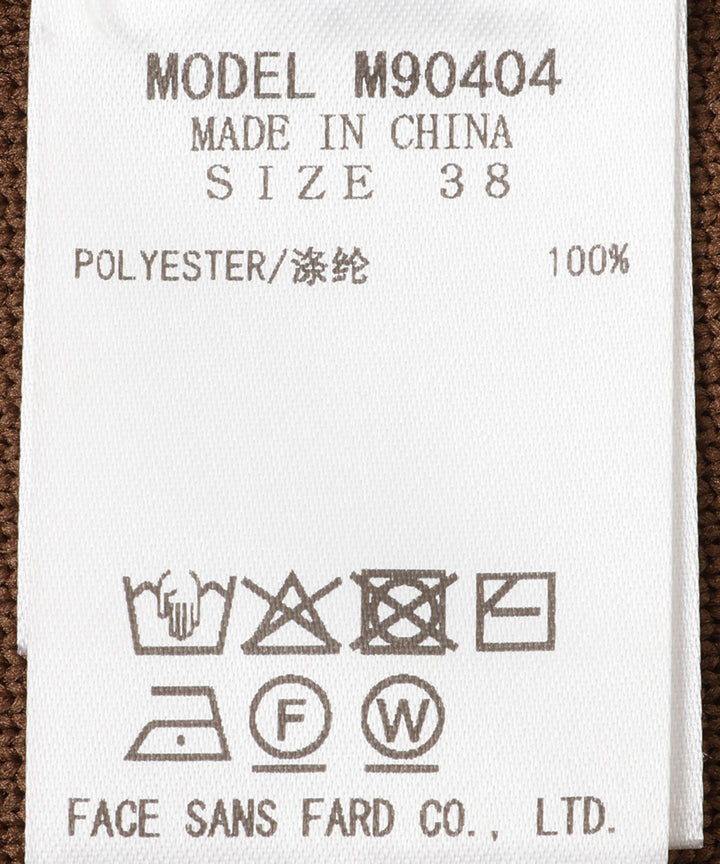 MODEL M90404
MADE IN CHINA
SIZE 38
POLYESTER/涤纶 100%
F W
FACE SANS FARD CO., LTD.